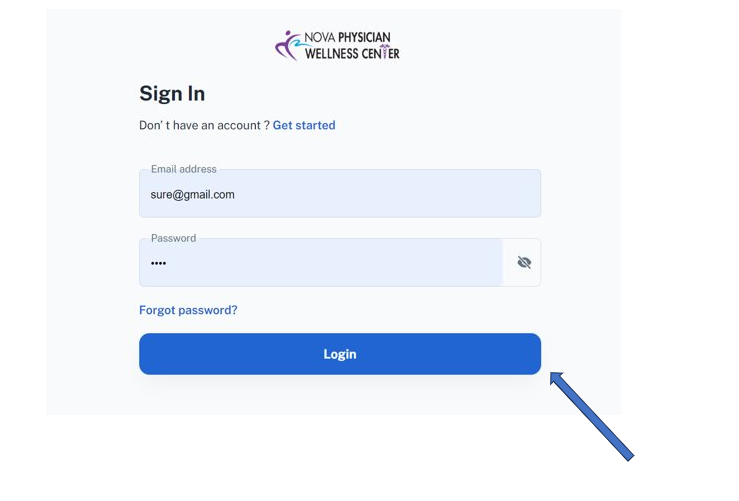 NOVA PHYSICIAN
WELLNESS CENTER
Sign In
Don' t have an account ? Get started
Email address
sure@gmail.com
Password
••••
Forgot password?
Login